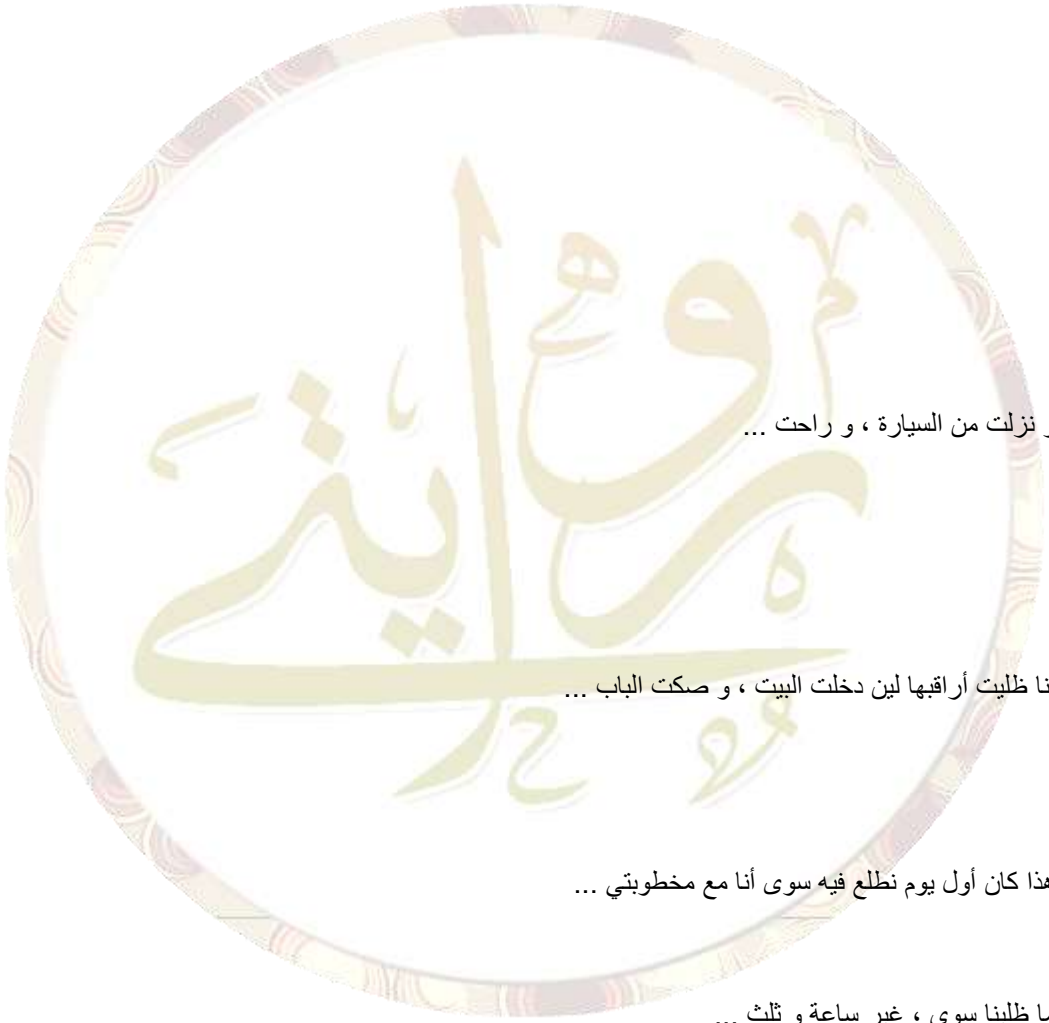 روايتي
نزلت من السيارة ، و راحت ...
ظليت أراقبها لين دخلت البيت ، و صكت الباب ...
هذا كان أول يوم نطلع فيه سوى أنا مع مخطوبتي ...
ما ظلينا سوى ، غير ساعة و ثلث ...